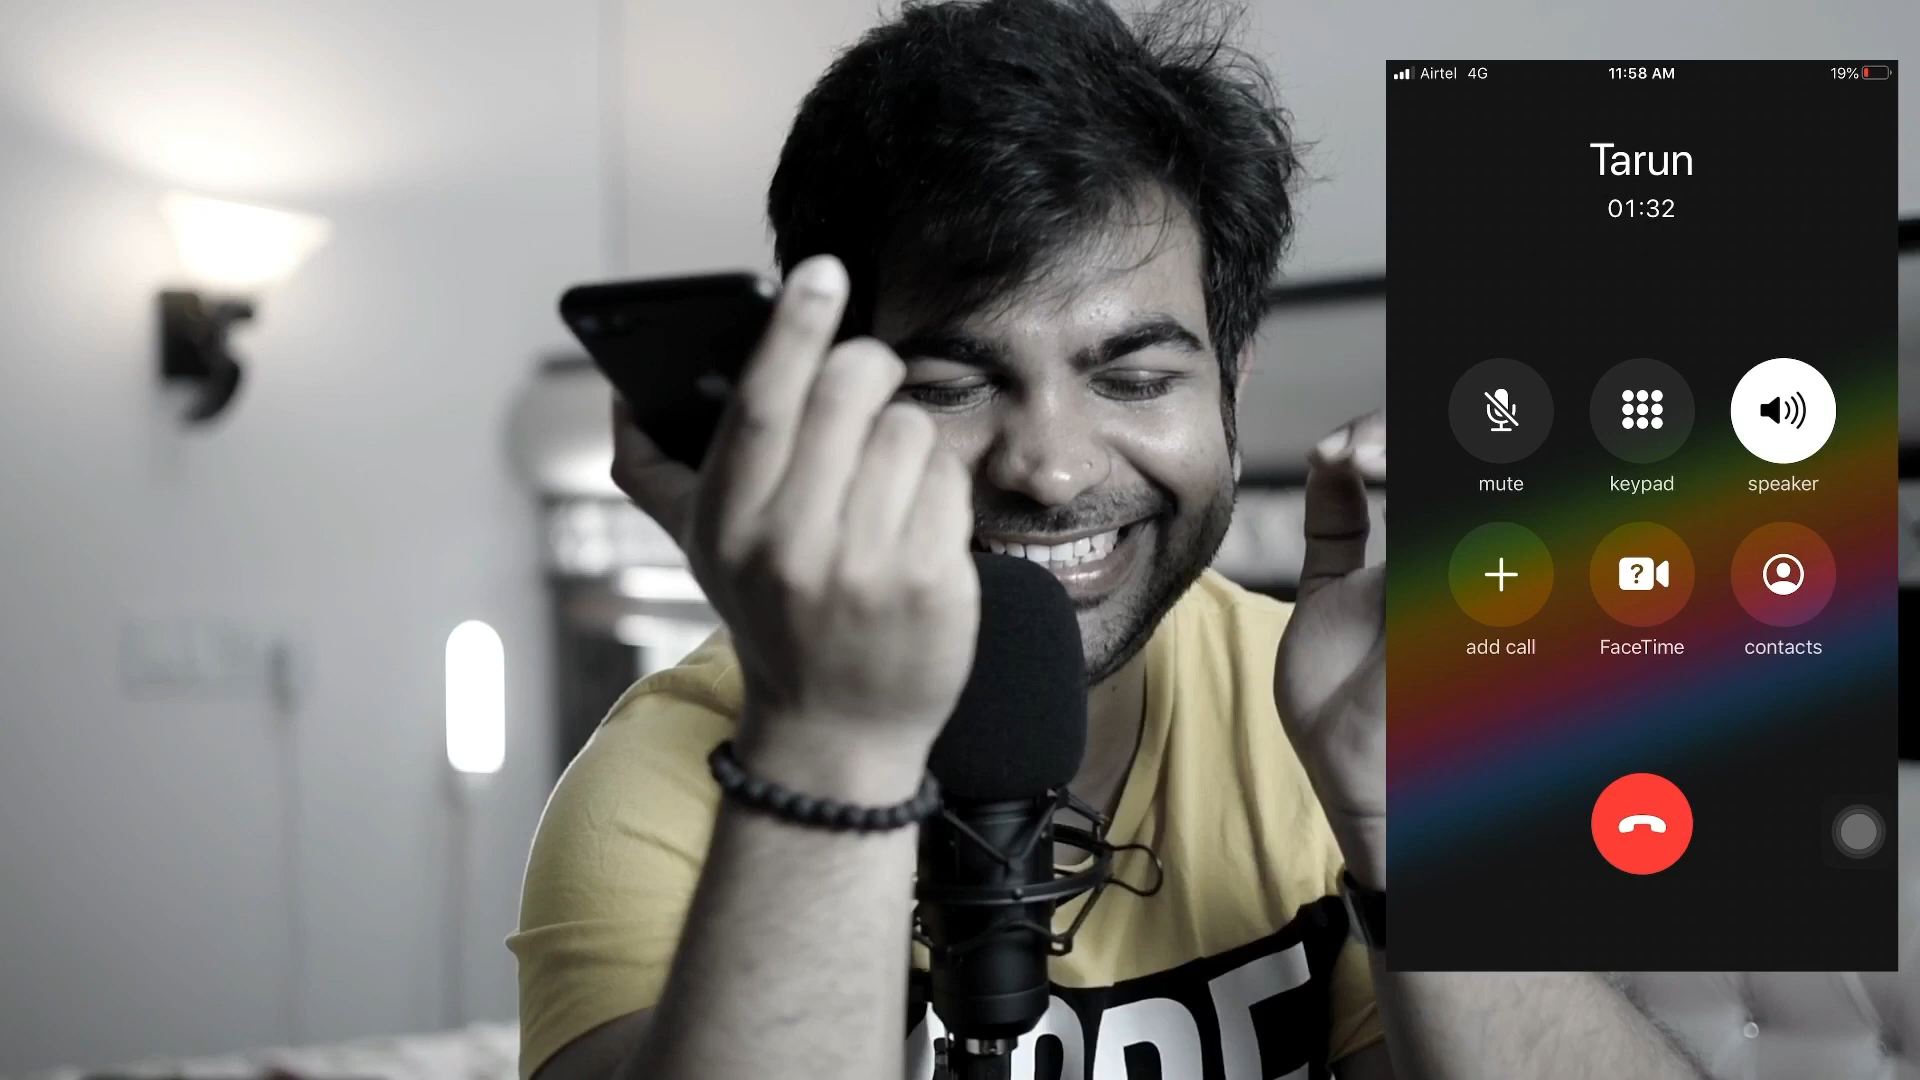 Airtel 4G 11:58 AM 19%
Tarun
01:32
mute keypad speaker
add call FaceTime contacts